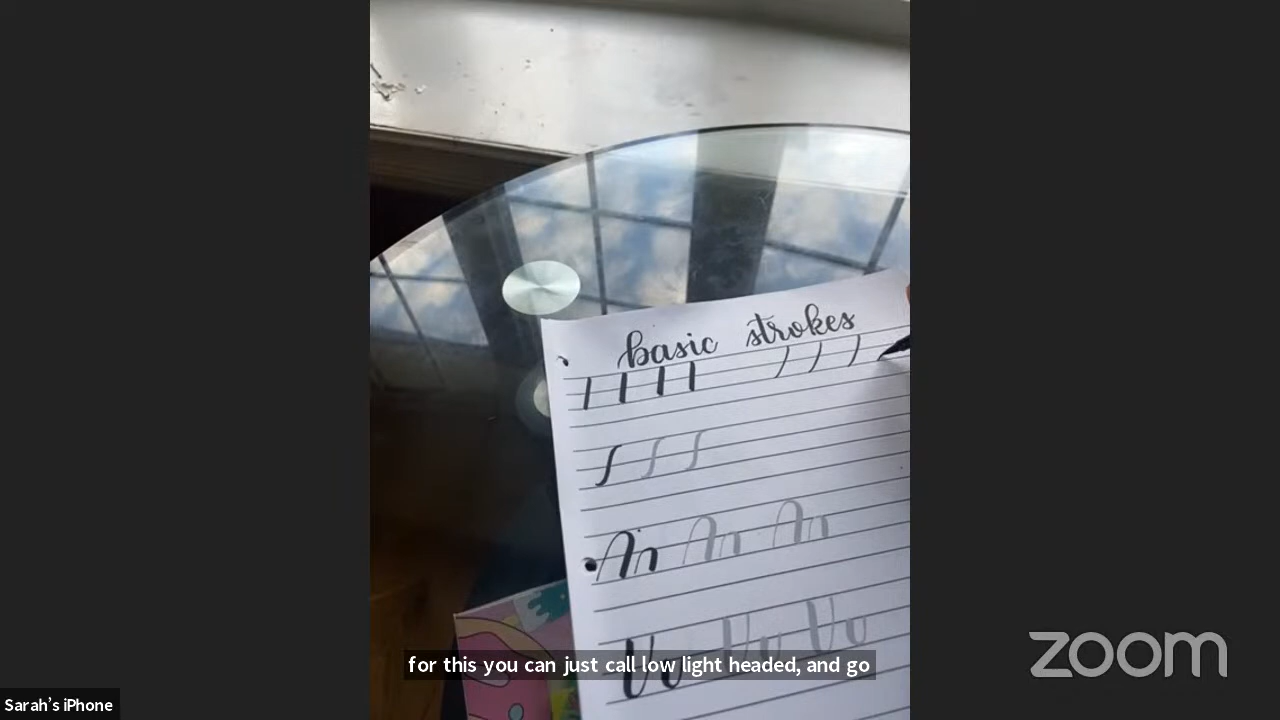 basic strokes
for this you can just call low light headed, and go
zoom
Sarah's iPhone